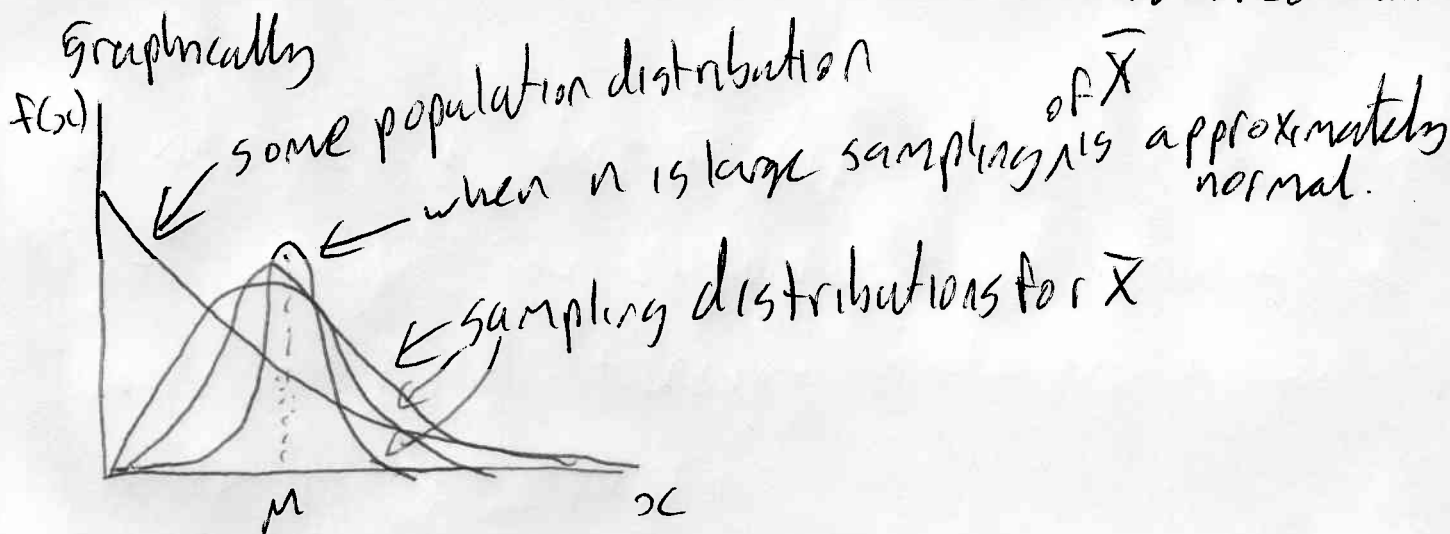 Graphically
f(x)
some population distribution
of X̄
when n is large sampling ^ is approximately
normal.
sampling distributions for X̄
μ
x